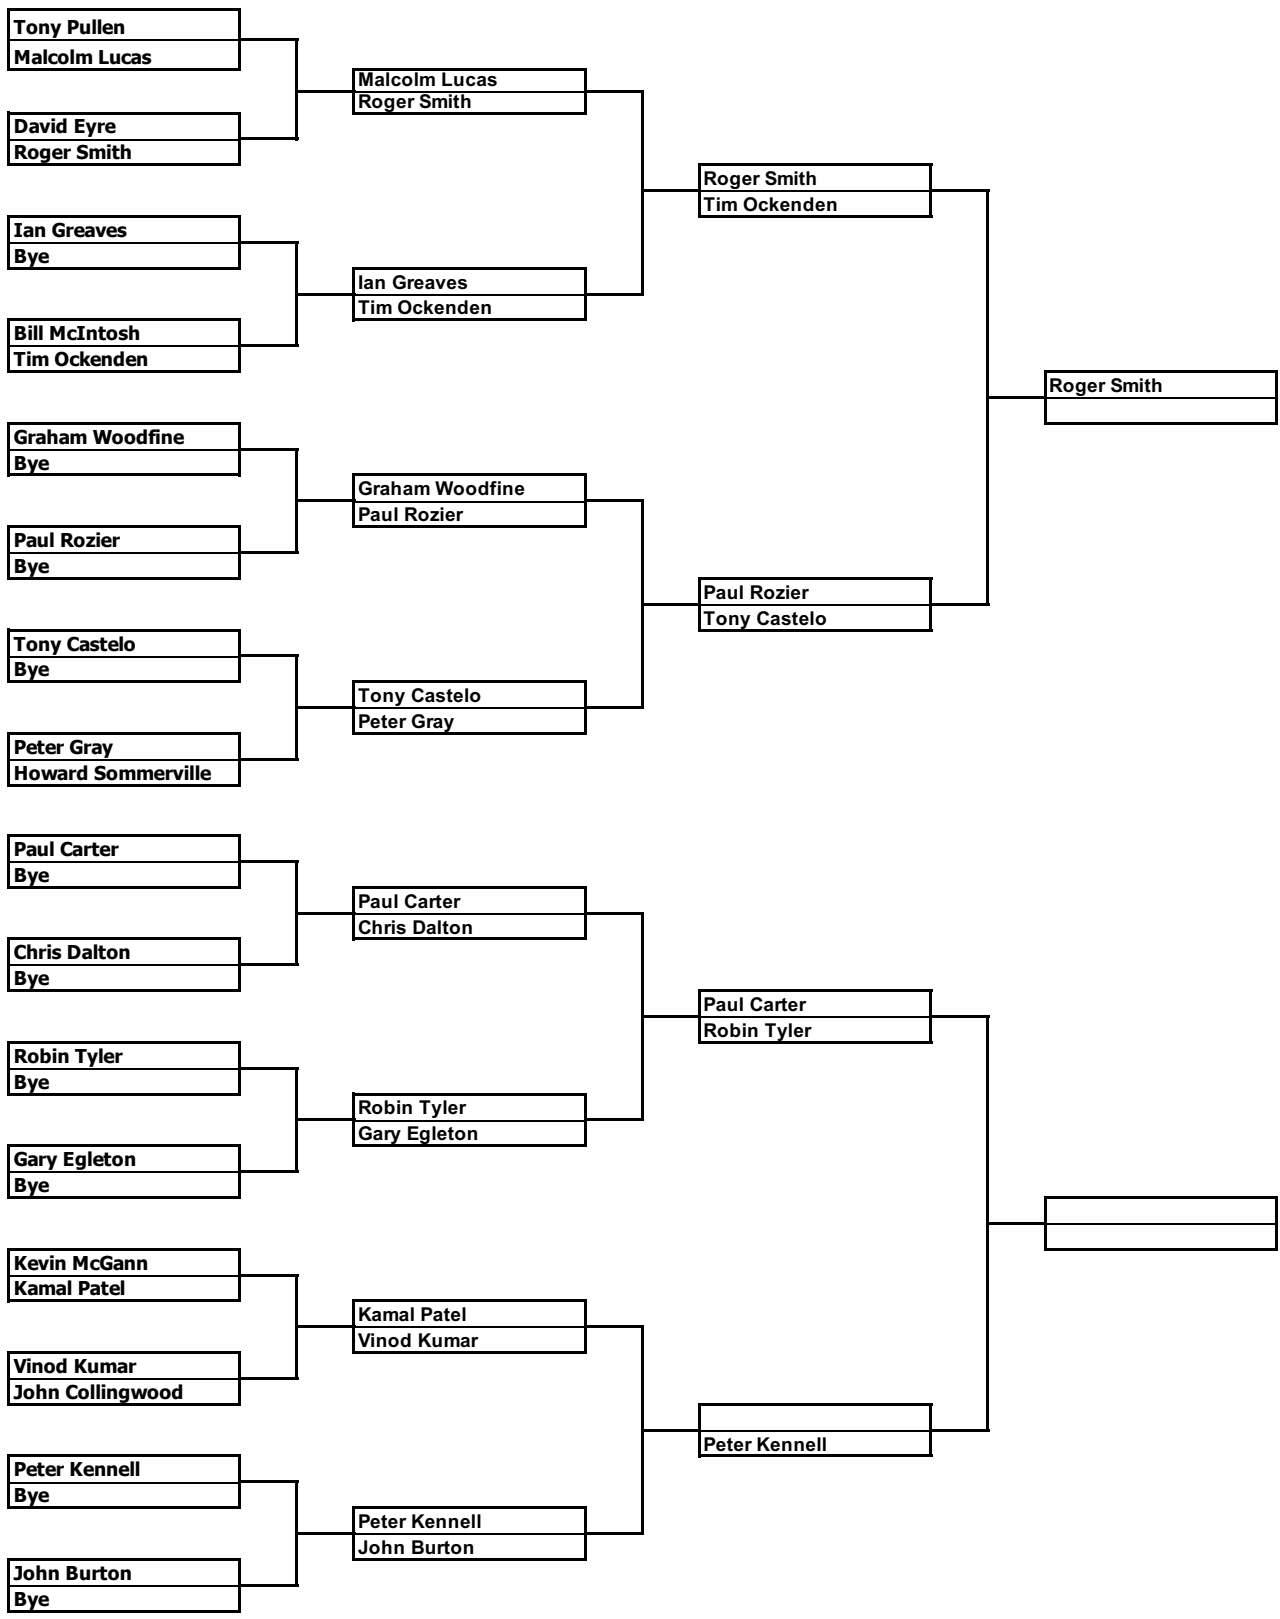 Tony Pullen
Malcolm Lucas
David Eyre
Roger Smith
Ian Greaves
Bye
Bill McIntosh
Tim Ockenden
Graham Woodfine
Bye
Paul Rozier
Bye
Tony Castelo
Bye
Peter Gray
Howard Sommerville
Paul Carter
Bye
Chris Dalton
Bye
Robin Tyler
Bye
Gary Egleton
Bye
Kevin McGann
Kamal Patel
Vinod Kumar
John Collingwood
Peter Kennell
Bye
John Burton
Bye
Malcolm Lucas
Roger Smith
Ian Greaves
Tim Ockenden
Graham Woodfine
Paul Rozier
Tony Castelo
Peter Gray
Paul Carter
Chris Dalton
Robin Tyler
Gary Egleton
Kamal Patel
Vinod Kumar
Peter Kennell
John Burton
Roger Smith
Tim Ockenden
Paul Rozier
Tony Castelo
Paul Carter
Robin Tyler
Peter Kennell
Roger Smith